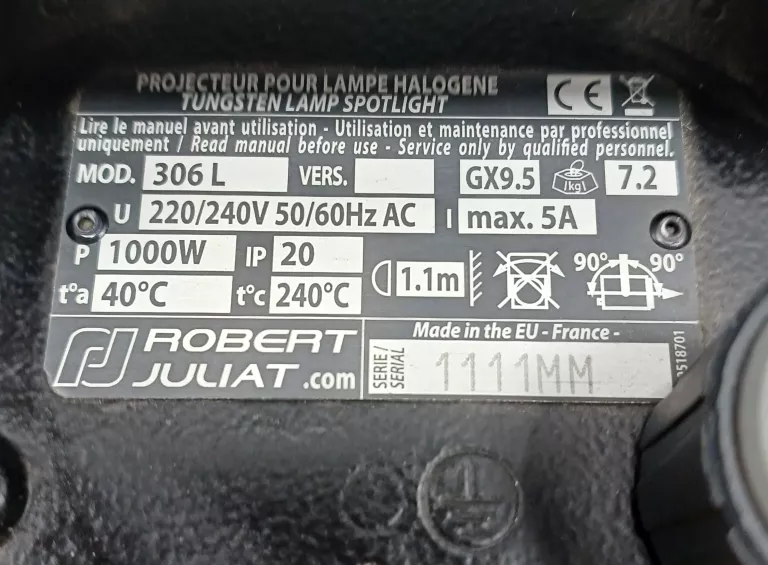 PROJECTEUR POUR LAMPE HALOGENE
TUNGSTEN LAMP SPOTLIGHT
CE
Lire le manuel avant utilisation - Utilisation et maintenance par professionnel
uniquement / Read manual before use - Service only by qualified personnel.
MOD. 306 L VERS. GX9.5 (kg) 7.2
U 220/240V 50/60Hz AC I max. 5A
P 1000W IP 20
t°a 40°C t°c 240°C
1.1m
90° 90°
ROBERT
JULIAT .com
Made in the EU - France -
SERIE/
SERIAL
1111MM